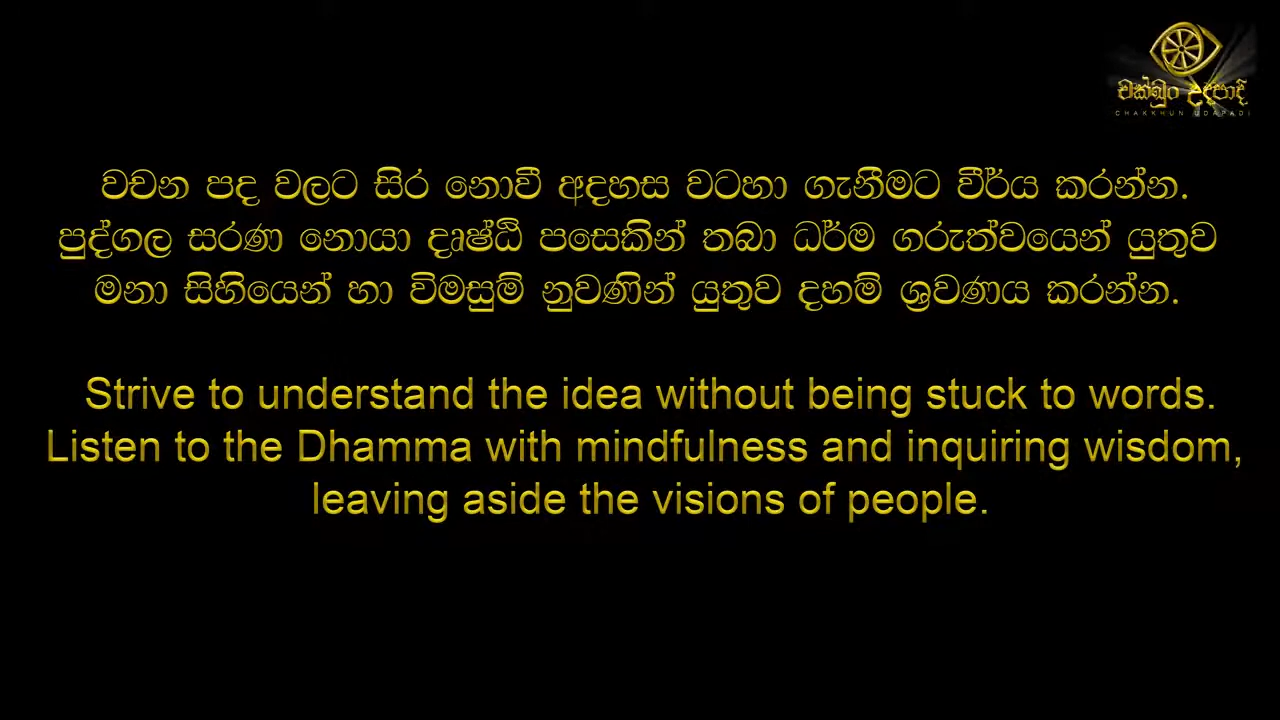 චක්ඛුං උදපාදි
CHAKKHUN UDAPADI
වචන පද වලට සිර නොවී අදහස වටහා ගැනීමට වීර්ය කරන්න.
පුද්ගල සරණ නොයා දෘෂ්ඨි පසෙකින් තබා ධර්ම ගරුත්වයෙන් යුතුව
මනා සිහියෙන් හා විමසුම් නුවණින් යුතුව දහම් ශ්‍රවණය කරන්න.
Strive to understand the idea without being stuck to words.
Listen to the Dhamma with mindfulness and inquiring wisdom,
leaving aside the visions of people.